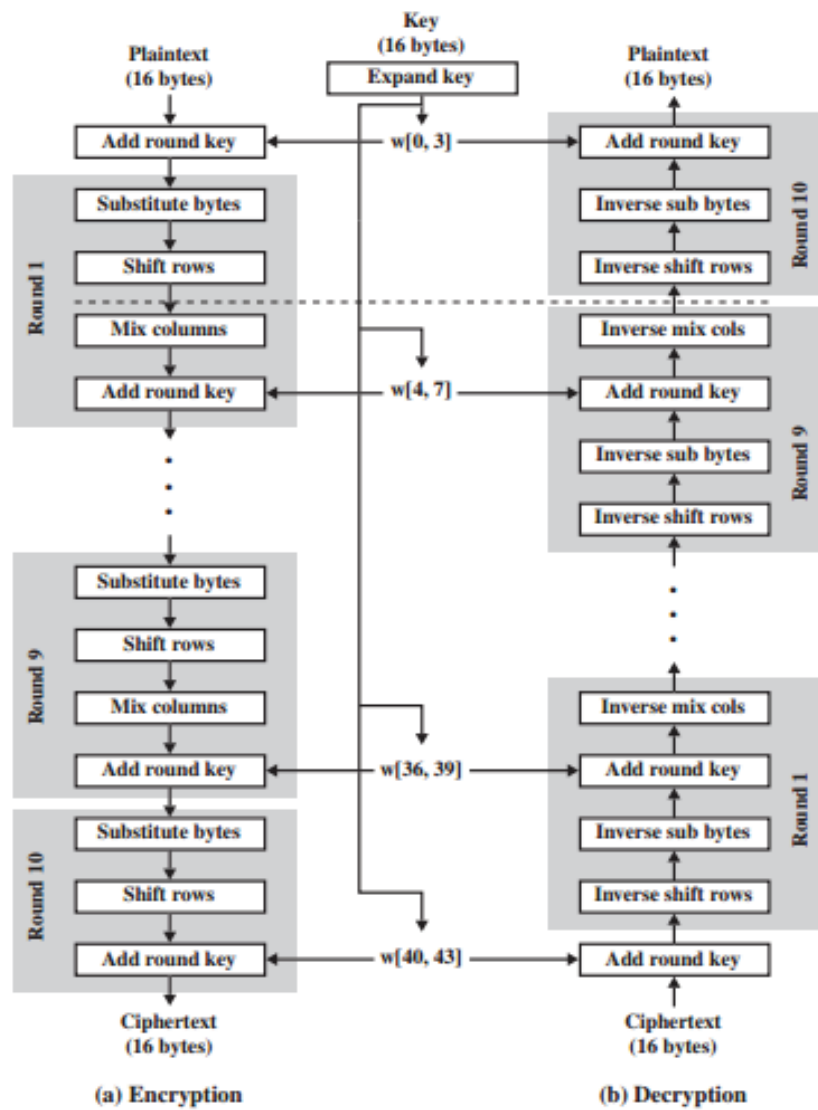 Key
(16 bytes)
Plaintext
(16 bytes)
Expand key
Plaintext
(16 bytes)
Add round key
w[0, 3]
Add round key
Substitute bytes
Inverse sub bytes
Round 10
Shift rows
Inverse shift rows
Round 1
Mix columns
Inverse mix cols
Add round key
w[4, 7]
Add round key
Inverse sub bytes
Round 9
Inverse shift rows
Substitute bytes
Shift rows
Round 9
Mix columns
Inverse mix cols
Add round key
w[36, 39]
Add round key
Round 1
Substitute bytes
Inverse sub bytes
Round 10
Shift rows
Inverse shift rows
Add round key
w[40, 43]
Add round key
Ciphertext
(16 bytes)
Ciphertext
(16 bytes)
(a) Encryption
(b) Decryption